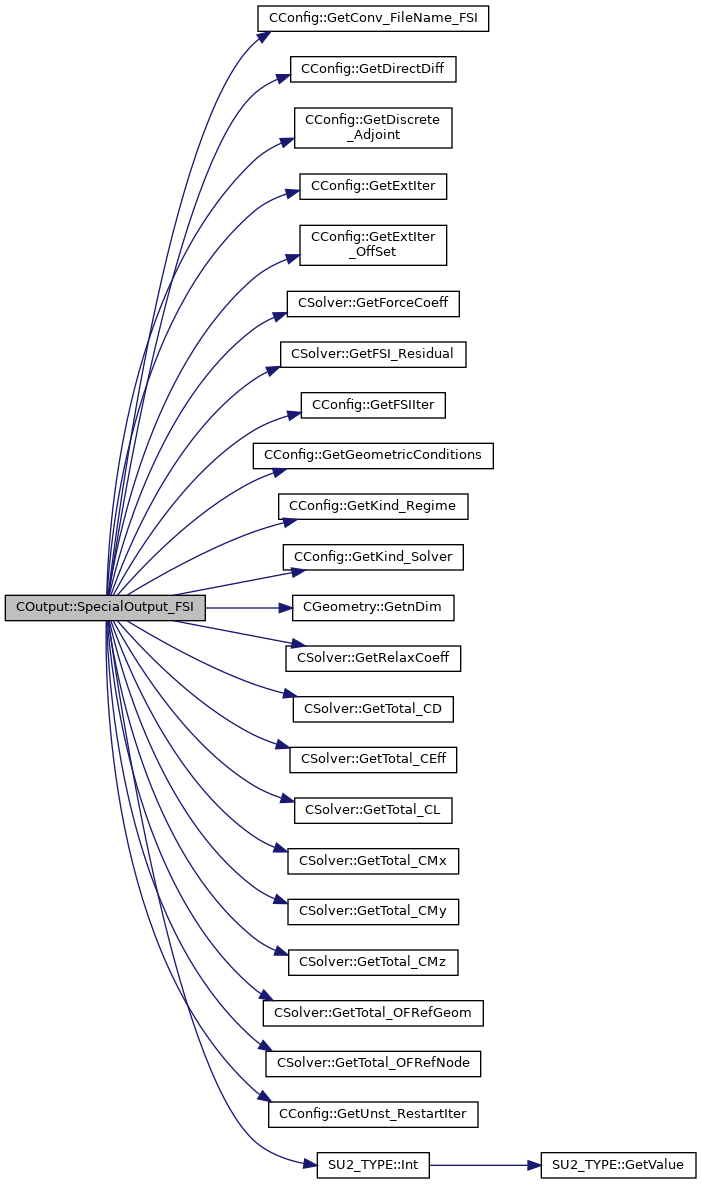 CConfig::GetConv_FileName_FSI
CConfig::GetDirectDiff
CConfig::GetDiscrete
_Adjoint
CConfig::GetExtIter
CConfig::GetExtIter
_OffSet
CSolver::GetForceCoeff
CSolver::GetFSI_Residual
CConfig::GetFSIIter
CConfig::GetGeometricConditions
CConfig::GetKind_Regime
CConfig::GetKind_Solver
COutput::SpecialOutput_FSI
CGeometry::GetnDim
CSolver::GetRelaxCoeff
CSolver::GetTotal_CD
CSolver::GetTotal_CEff
CSolver::GetTotal_CL
CSolver::GetTotal_CMx
CSolver::GetTotal_CMy
CSolver::GetTotal_CMz
CSolver::GetTotal_OFRefGeom
CSolver::GetTotal_OFRefNode
CConfig::GetUnst_RestartIter
SU2_TYPE::Int
SU2_TYPE::GetValue